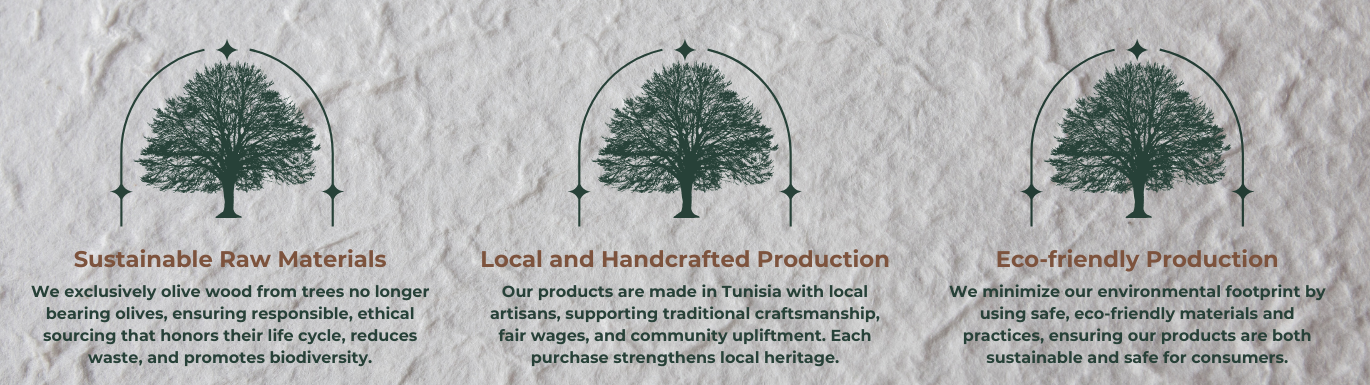 Sustainable Raw Materials
We exclusively olive wood from trees no longer
bearing olives, ensuring responsible, ethical
sourcing that honors their life cycle, reduces
waste, and promotes biodiversity.
Local and Handcrafted Production
Our products are made in Tunisia with local
artisans, supporting traditional craftsmanship,
fair wages, and community upliftment. Each
purchase strengthens local heritage.
Eco-friendly Production
We minimize our environmental footprint by
using safe, eco-friendly materials and
practices, ensuring our products are both
sustainable and safe for consumers.